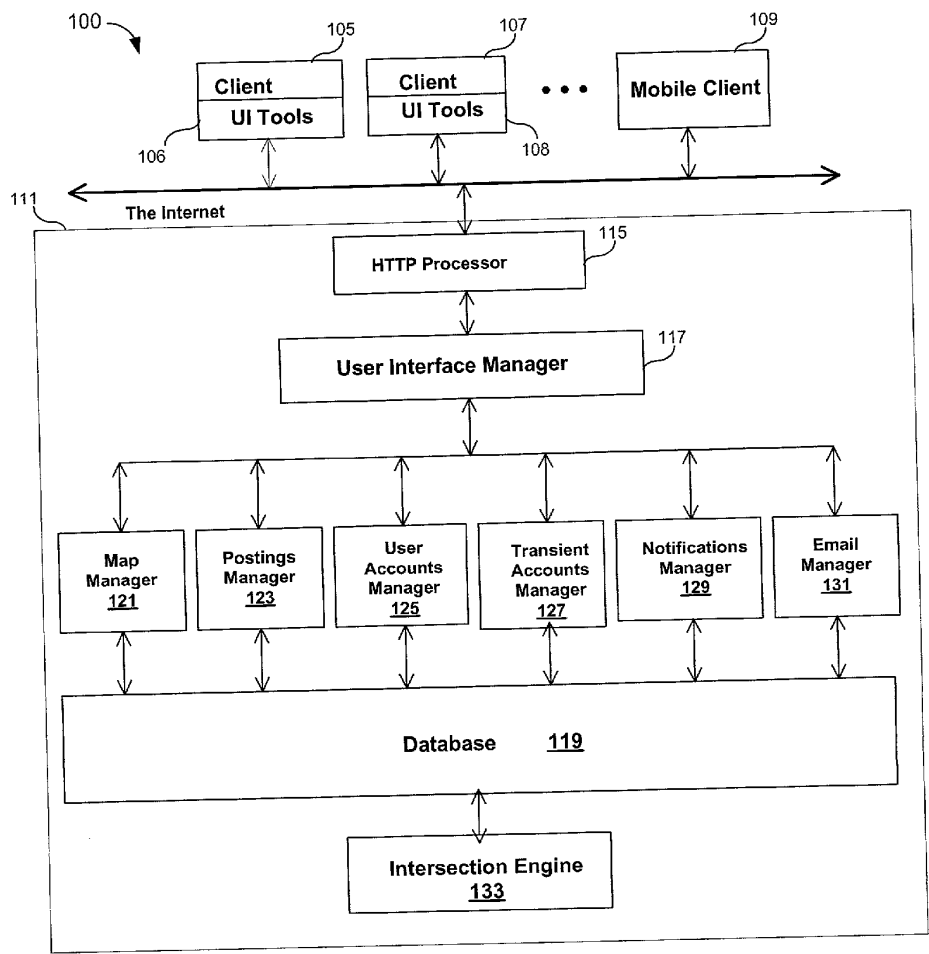 100
105
107
109
Client
UI Tools
Client
UI Tools
Mobile Client
106
108
111
The Internet
HTTP Processor
115
User Interface Manager
117
Map
Manager
121
Postings
Manager
123
User
Accounts
Manager
125
Transient
Accounts
Manager
127
Notifications
Manager
129
Email
Manager
131
Database 119
Intersection Engine
133